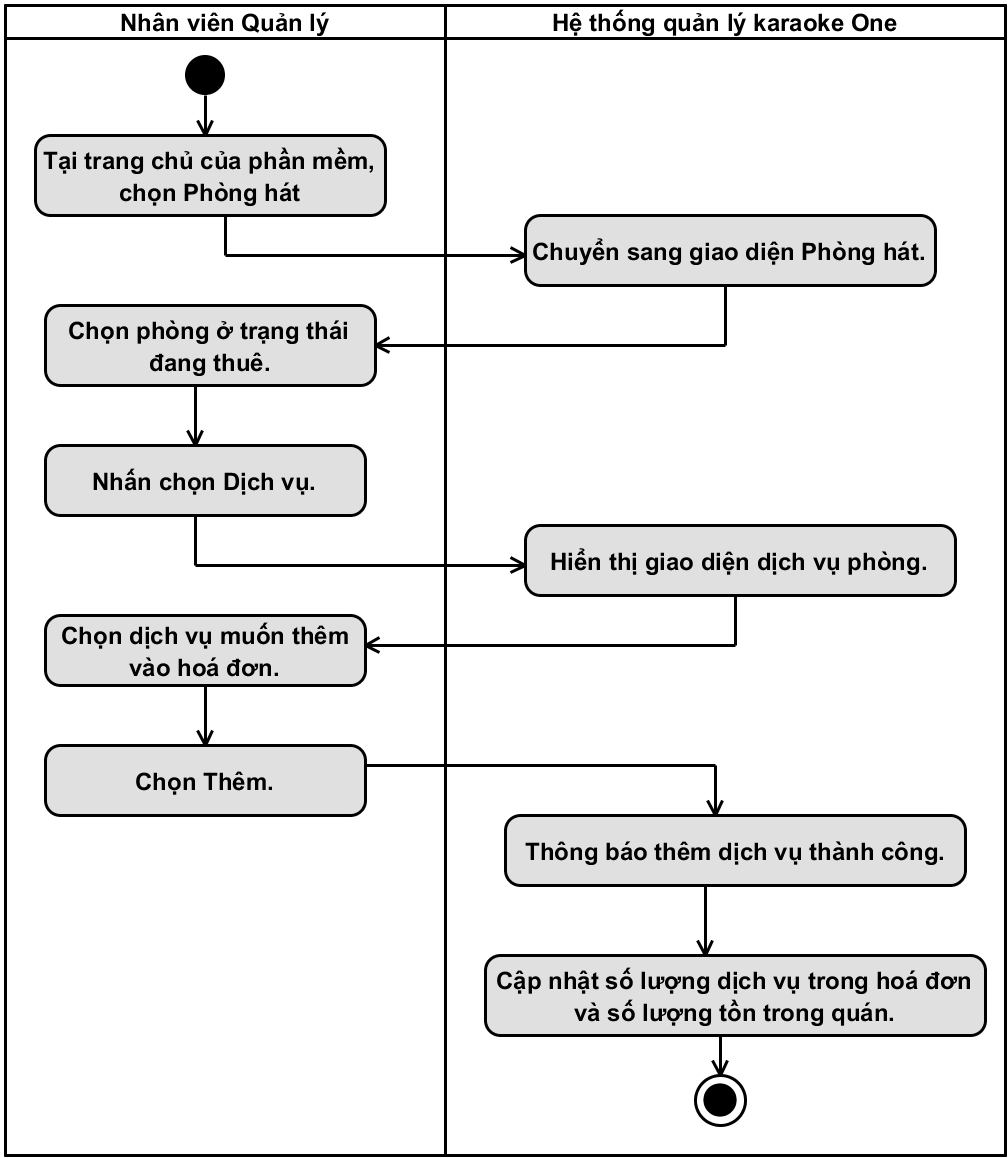 Nhân viên Quản lý
Hệ thống quản lý karaoke One
Tại trang chủ của phần mềm,
chọn Phòng hát
Chuyển sang giao diện Phòng hát.
Chọn phòng ở trạng thái
đang thuê.
Nhấn chọn Dịch vụ.
Hiển thị giao diện dịch vụ phòng.
Chọn dịch vụ muốn thêm
vào hoá đơn.
Chọn Thêm.
Thông báo thêm dịch vụ thành công.
Cập nhật số lượng dịch vụ trong hoá đơn
và số lượng tồn trong quán.